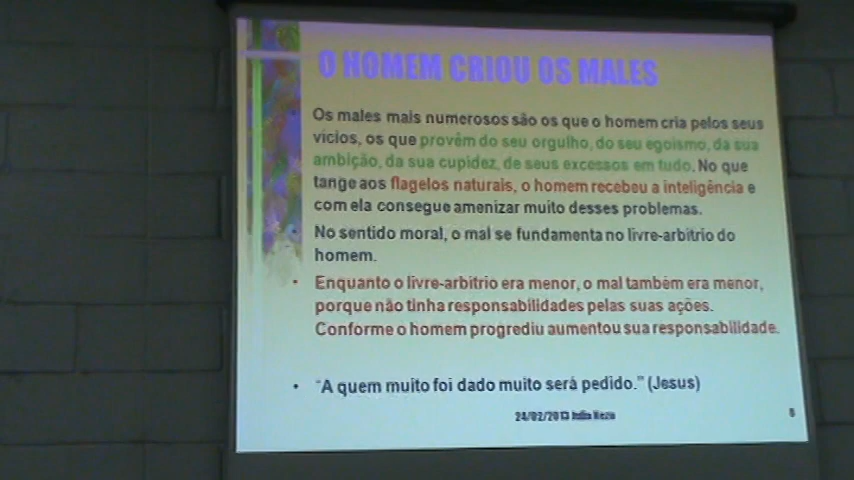 O HOMEM CRIOU OS MALES
Os males mais numerosos são os que o homem cria pelos seus
vícios, os que provêm do seu orgulho, do seu egoísmo, da sua
ambição, da sua cupidez, de seus excessos em tudo. No que
tange aos flagelos naturais, o homem recebeu a inteligência e
com ela consegue amenizar muito desses problemas.
No sentido moral, o mal se fundamenta no livre-arbítrio do
homem.
• Enquanto o livre-arbítrio era menor, o mal também era menor,
porque não tinha responsabilidades pelas suas ações.
Conforme o homem progrediu aumentou sua responsabilidade.
• "A quem muito foi dado muito será pedido." (Jesus)
24/02/2013